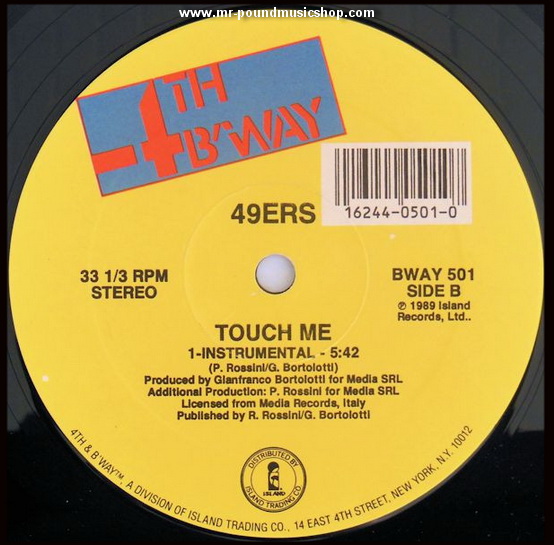 www.mr-poundmusicshop.com
4TH
B'WAY
16244-0501-0
49ERS
33 1/3 RPM
STEREO
BWAY 501
SIDE B
℗ 1989 Island
Records, Ltd..
TOUCH ME
1-INSTRUMENTAL - 5:42
(P. Rossini/G. Bortolotti)
Produced by Gianfranco Bortolotti for Media SRL
Additional Production: P. Rossini for Media SRL
Licensed from Media Records, Italy
Published by R. Rossini/G. Bortolotti
DISTRIBUTED BY
ISLAND
ISLAND TRADING CO
4TH & B'WAY™, A DIVISION OF ISLAND TRADING CO., 14 EAST 4TH STREET, NEW YORK, N.Y. 10012